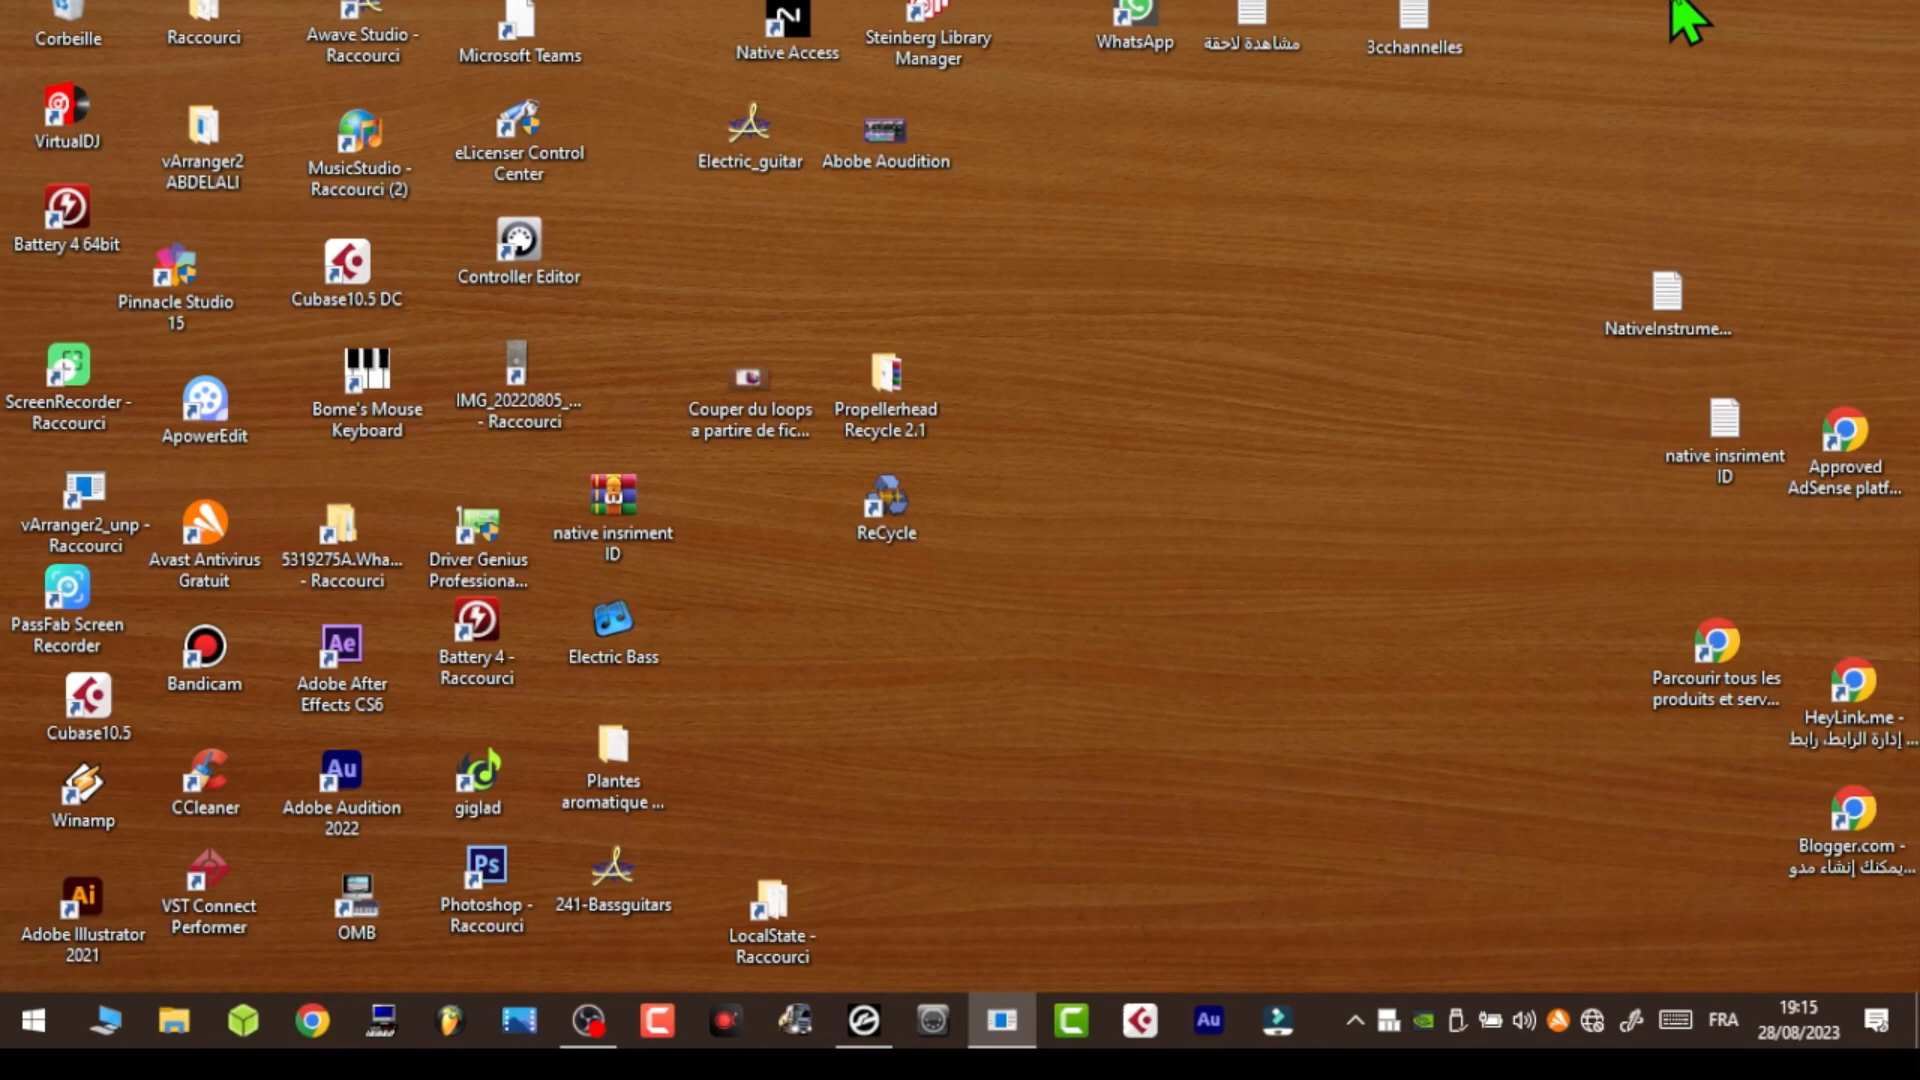 Corbeille
Raccourci
Awave Studio -
Raccourci
Microsoft Teams
Native Access
Steinberg Library
Manager
WhatsApp
مشاهدة لاحقة
3cchannelles
VirtualDJ
vArranger2
ABDELALI
MusicStudio -
Raccourci (2)
eLicenser Control
Center
Electric_guitar
Abobe Aoudition
Battery 4 64bit
Pinnacle Studio
15
Cubase10.5 DC
Controller Editor
NativeInstrume...
ScreenRecorder -
Raccourci
ApowerEdit
Bome's Mouse
Keyboard
IMG_20220805_...
- Raccourci
Couper du loops
a partire de fic...
Propellerhead
Recycle 2.1
native insriment
ID
Approved
AdSense platf...
vArranger2_unp -
Raccourci
Avast Antivirus
Gratuit
5319275A.Wha...
- Raccourci
Driver Genius
Professiona...
native insriment
ID
ReCycle
PassFab Screen
Recorder
Bandicam
Ae
Adobe After
Effects CS6
Battery 4 -
Raccourci
Electric Bass
Parcourir tous les
produits et serv...
HeyLink.me -
إدارة الرابط، رابط ...
Cubase10.5
Winamp
CCleaner
Au
Adobe Audition
2022
giglad
Plantes
aromatique ...
Blogger.com -
يمكنك إنشاء مدو...
Ai
Adobe Illustrator
2021
VST Connect
Performer
OMB
Ps
Photoshop -
Raccourci
241-Bassguitars
LocalState -
Raccourci
Au
FRA
19:15
28/08/2023